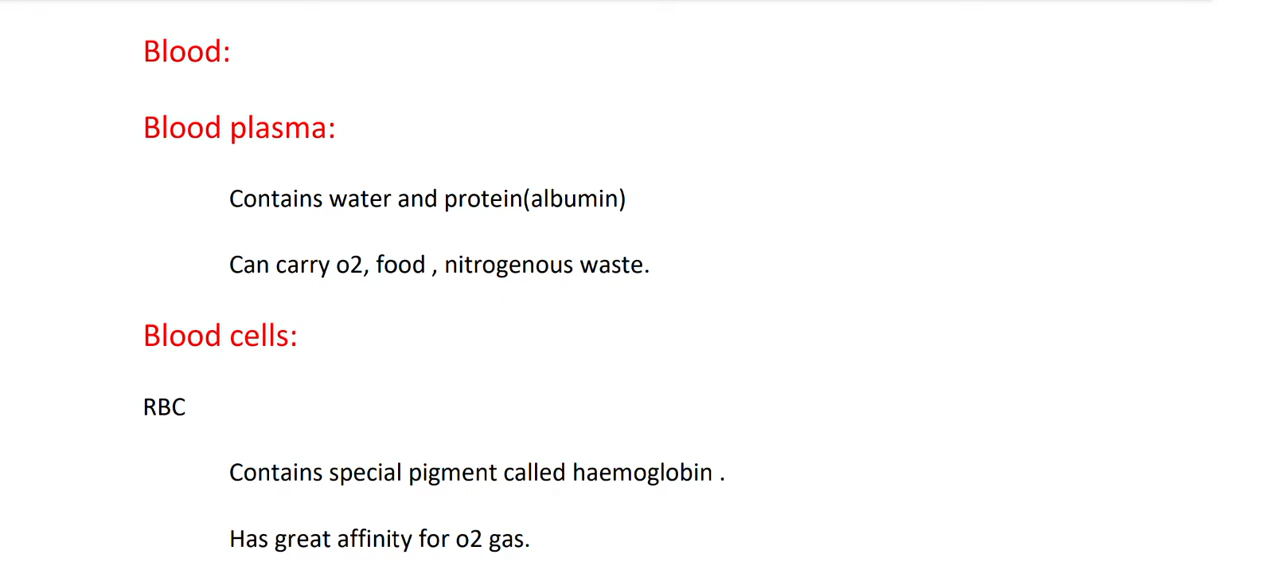 Blood:
Blood plasma:
Contains water and protein(albumin)
Can carry o2, food , nitrogenous waste.
Blood cells:
RBC
Contains special pigment called haemoglobin .
Has great affinity for o2 gas.